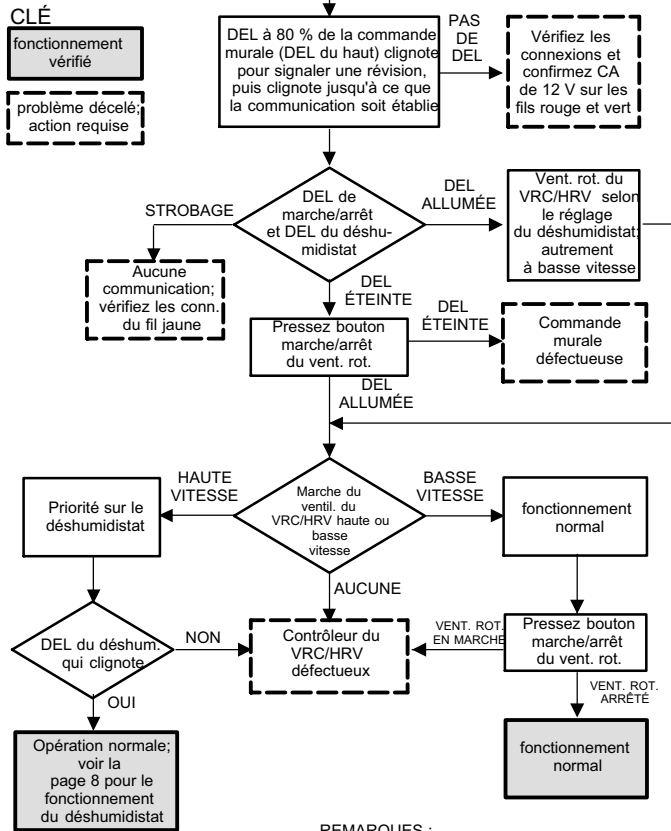 CLÉ
fonctionnement
vérifié
problème décelé;
action requise
DEL à 80 % de la commande
murale (DEL du haut) clignote
pour signaler une révision,
puis clignote jusqu'à ce que
la communication soit établie
PAS
DE
DEL
Vérifiez les
connexions et
confirmez CA
de 12 V sur les
fils rouge et vert
DEL de
marche/arrêt
et DEL du déshu-
midistat
STROBAGE
Aucune
communication;
vérifiez les conn.
du fil jaune
DEL
ALLUMÉE
Vent. rot. du
VRC/HRV selon
le réglage
du déshumidistat;
autrement
à basse vitesse
DEL
ÉTEINTE
Pressez bouton
marche/arrêt
du vent. rot.
DEL
ÉTEINTE
Commande
murale
défectueuse
DEL
ALLUMÉE
Marche du
ventil. du
VRC/HRV haute ou
basse
vitesse
HAUTE
VITESSE
Priorité sur le
déshumidistat
BASSE
VITESSE
fonctionnement
normal
AUCUNE
Contrôleur du
VRC/HRV
défectueux
DEL du déshum.
qui clignote
NON
OUI
Opération normale;
voir la
page 8 pour le
fonctionnement
du déshumidistat
VENT. ROT.
EN MARCHE
Pressez bouton
marche/arrêt
du vent. rot.
VENT. ROT.
ARRÊTÉ
fonctionnement
normal
REMARQUES :